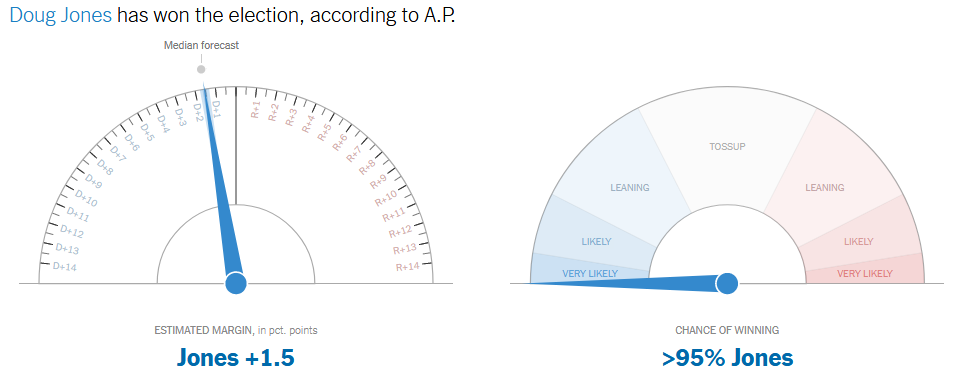 Doug Jones has won the election, according to A.P.
Median forecast
D+14
D+13
D+12
D+11
D+10
D+9
D+8
D+7
D+6
D+5
D+4
D+3
D+2
D+1
R+1
R+2
R+3
R+4
R+5
R+6
R+7
R+8
R+9
R+10
R+11
R+12
R+13
R+14
ESTIMATED MARGIN, in pct. points
Jones +1.5
TOSSUP
LEANING
LEANING
LIKELY
LIKELY
VERY LIKELY
VERY LIKELY
CHANCE OF WINNING
>95% Jones